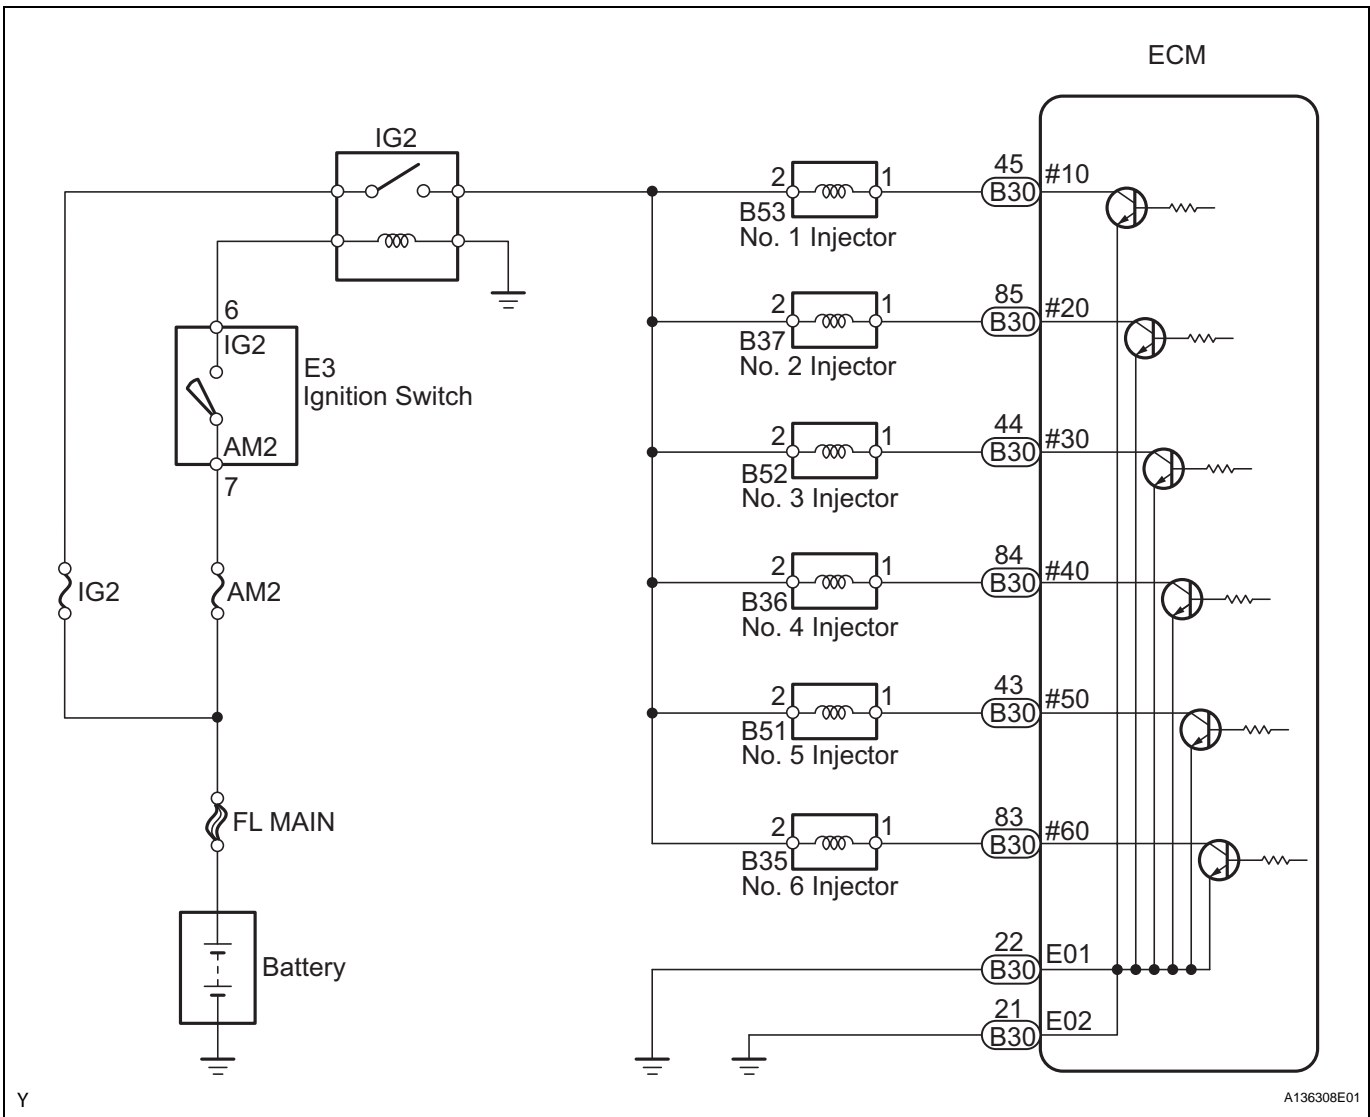 ECM
IG2
6
IG2
E3
Ignition Switch
AM2
7
IG2
AM2
FL MAIN
Battery
2 1
B53
No. 1 Injector
45
B30
#10
2 1
B37
No. 2 Injector
85
B30
#20
2 1
B52
No. 3 Injector
44
B30
#30
2 1
B36
No. 4 Injector
84
B30
#40
2 1
B51
No. 5 Injector
43
B30
#50
2 1
B35
No. 6 Injector
83
B30
#60
22
B30
E01
21
B30
E02
Y
A136308E01